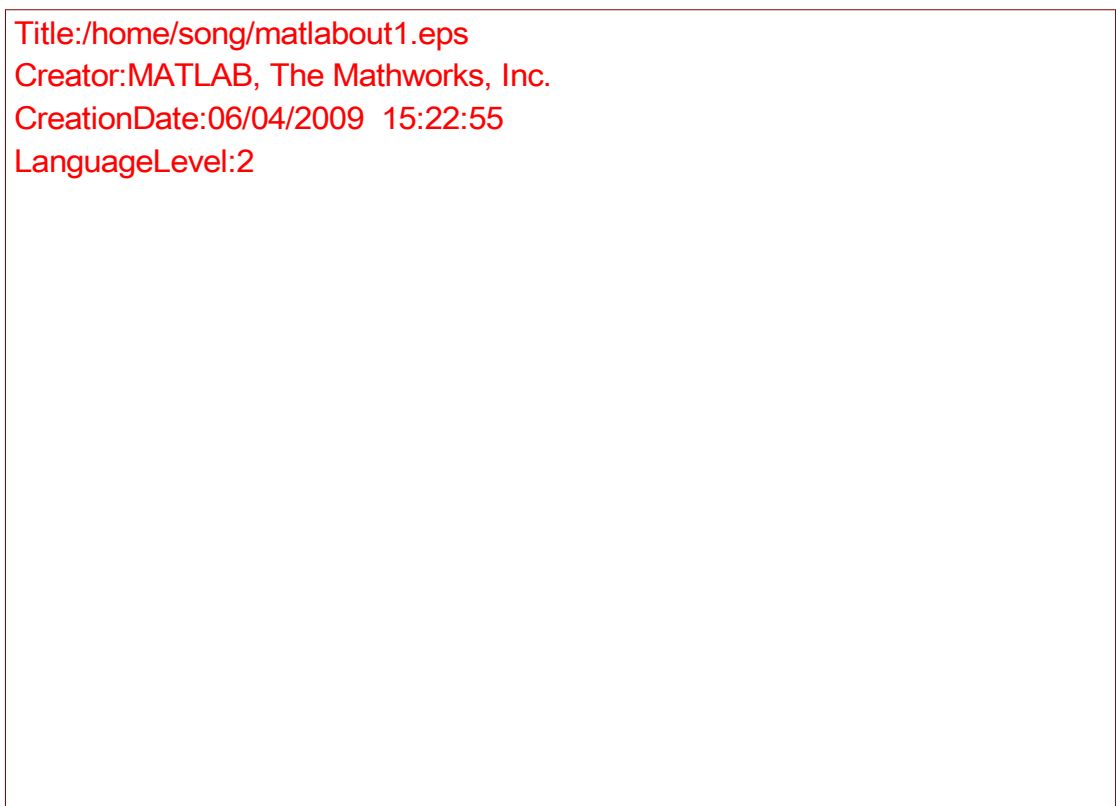 Title:/home/song/matlabout1.eps
Creator:MATLAB, The Mathworks, Inc.
CreationDate:06/04/2009  15:22:55
LanguageLevel:2